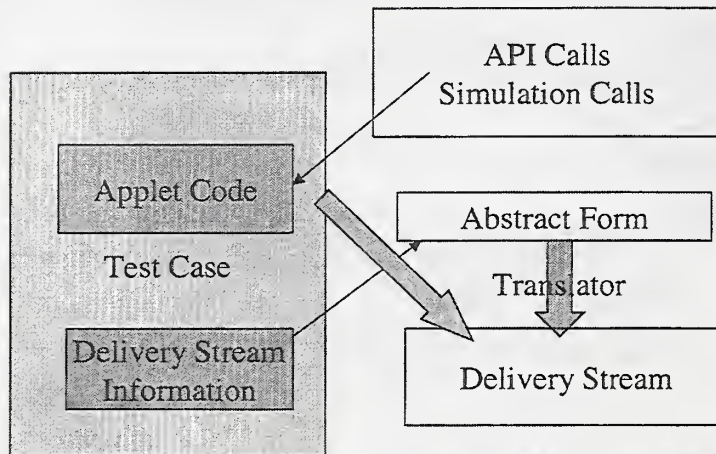 API Calls
Simulation Calls
Applet Code
Abstract Form
Test Case
Translator
Delivery Stream
Information
Delivery Stream